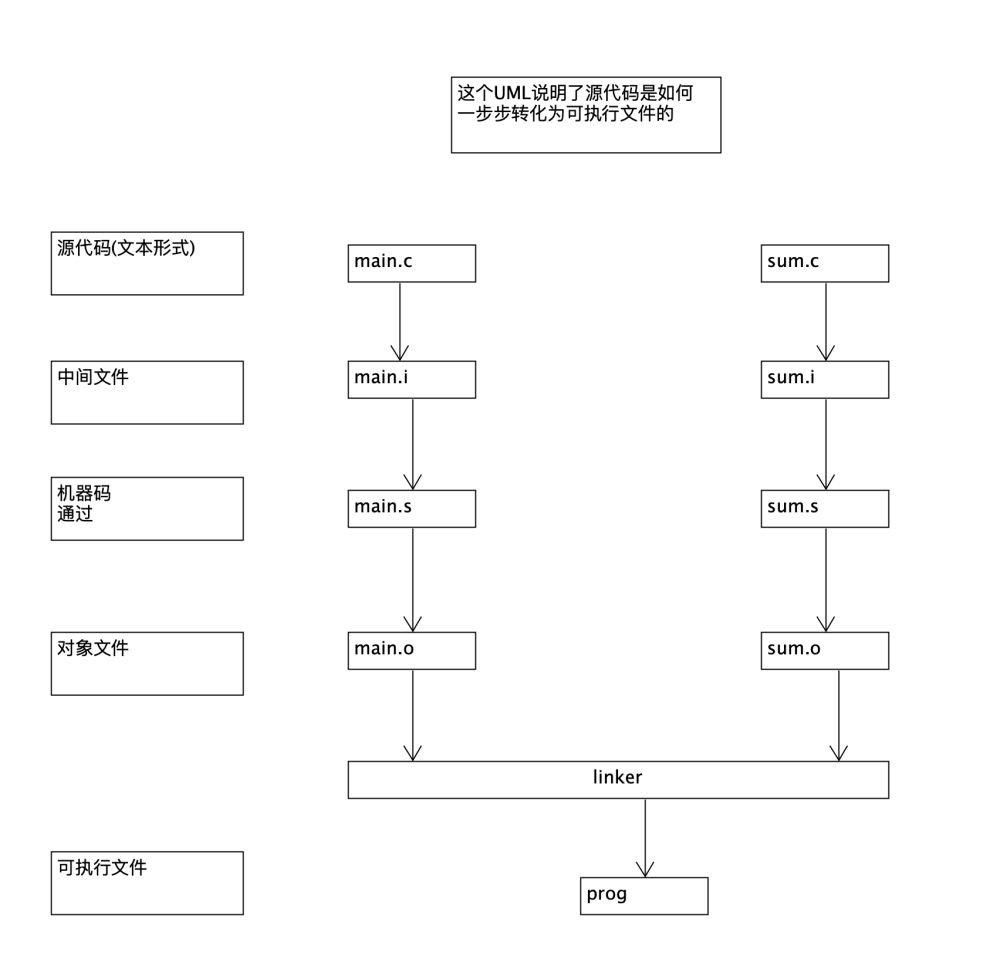 这个UML说明了源代码是如何
一步步转化为可执行文件的
源代码(文本形式)
main.c
sum.c
中间文件
main.i
sum.i
机器码
通过
main.s
sum.s
对象文件
main.o
sum.o
linker
可执行文件
prog